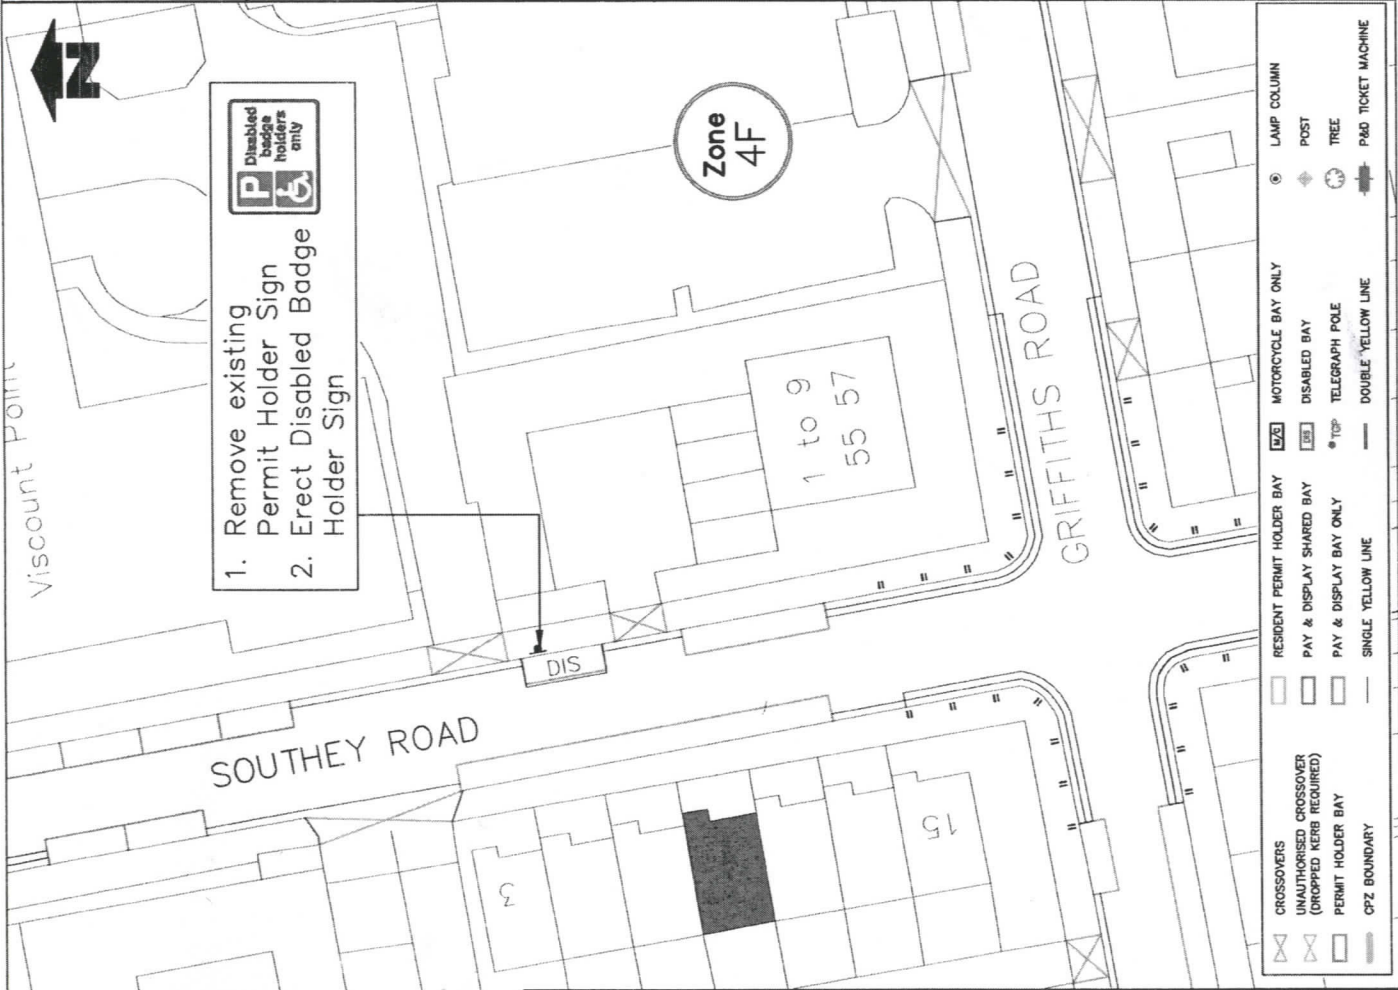 Viscount Point
N
1. Remove existing
Permit Holder Sign
2. Erect Disabled Badge
Holder Sign
P Disabled
badge
holders
only
Zone
4F
SOUTHEY ROAD
DIS
1 to 9
55 57
GRIFFITHS ROAD
3
15
CROSSOVERS
UNAUTHORISED CROSSOVER
(DROPPED KERB REQUIRED)
PERMIT HOLDER BAY
CPZ BOUNDARY
RESIDENT PERMIT HOLDER BAY
PAY & DISPLAY SHARED BAY
PAY & DISPLAY BAY ONLY
SINGLE YELLOW LINE
M/C MOTORCYCLE BAY ONLY
DIS DISABLED BAY
TOP TELEGRAPH POLE
DOUBLE YELLOW LINE
LAMP COLUMN
POST
TREE
P&D TICKET MACHINE